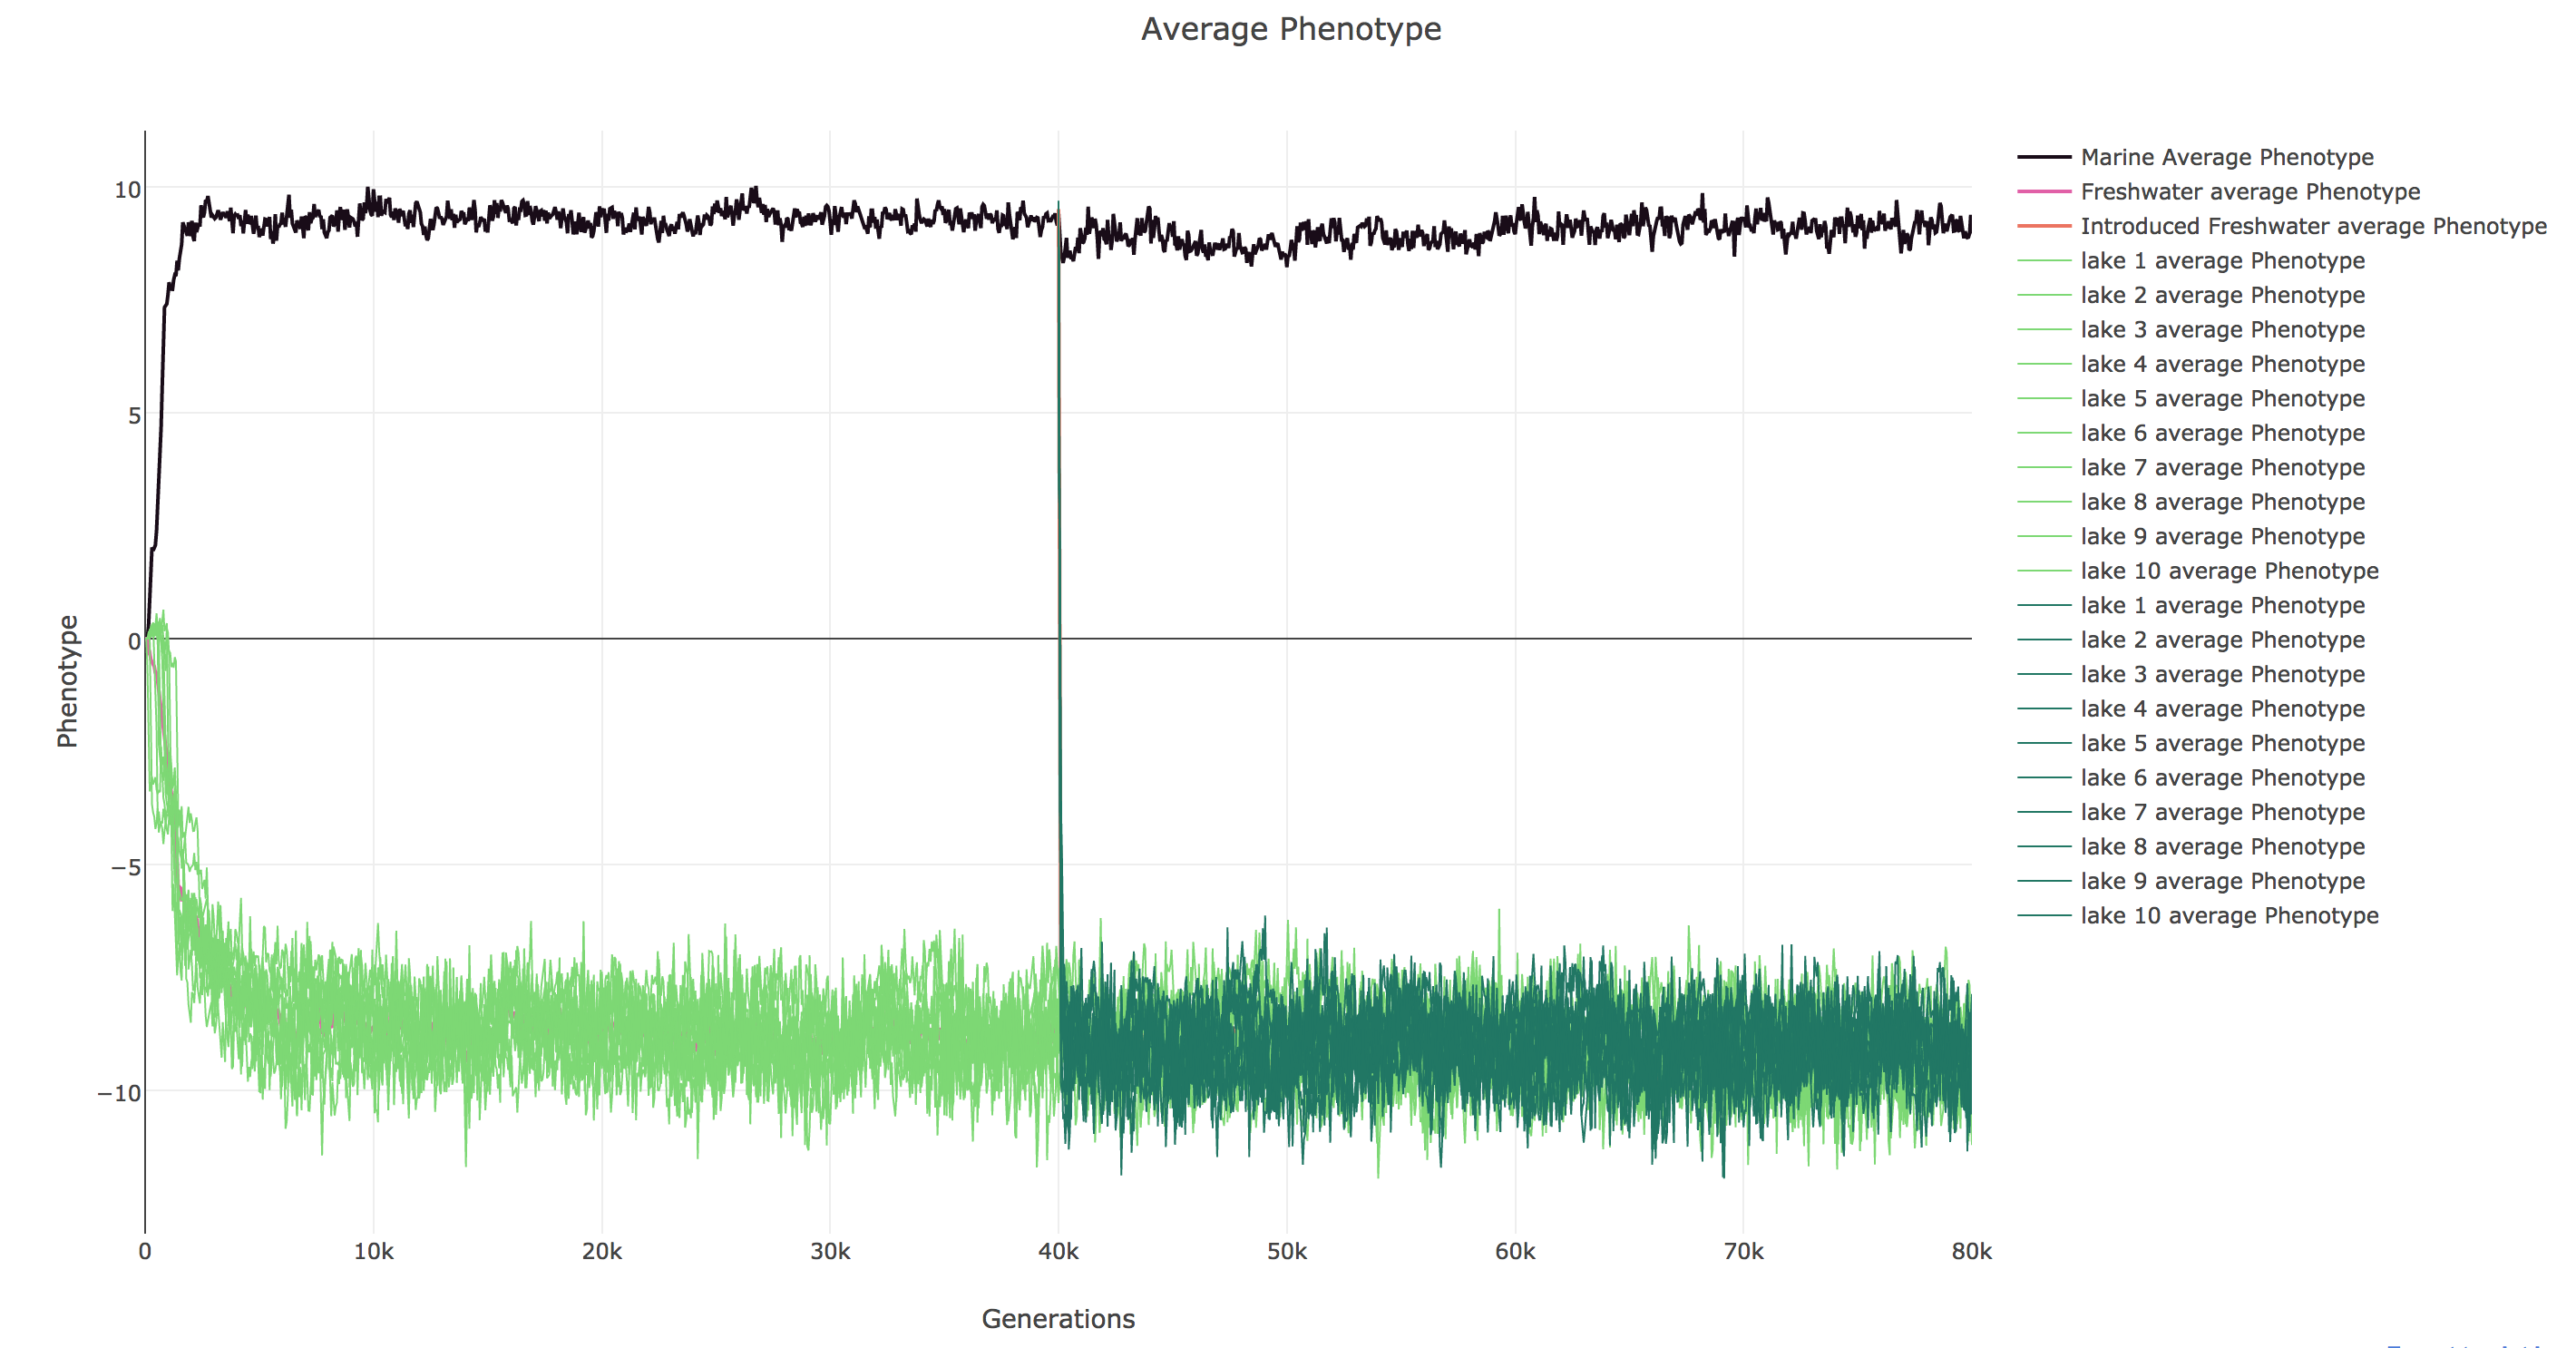 Average Phenotype
Marine Average Phenotype
Freshwater average Phenotype
Introduced Freshwater average Phenotype
lake 1 average Phenotype
lake 2 average Phenotype
lake 3 average Phenotype
lake 4 average Phenotype
lake 5 average Phenotype
lake 6 average Phenotype
lake 7 average Phenotype
lake 8 average Phenotype
lake 9 average Phenotype
lake 10 average Phenotype
lake 1 average Phenotype
lake 2 average Phenotype
lake 3 average Phenotype
lake 4 average Phenotype
lake 5 average Phenotype
lake 6 average Phenotype
lake 7 average Phenotype
lake 8 average Phenotype
lake 9 average Phenotype
lake 10 average Phenotype
10
5
0
−5
−10
Phenotype
0 10k 20k 30k 40k 50k 60k 70k 80k
Generations